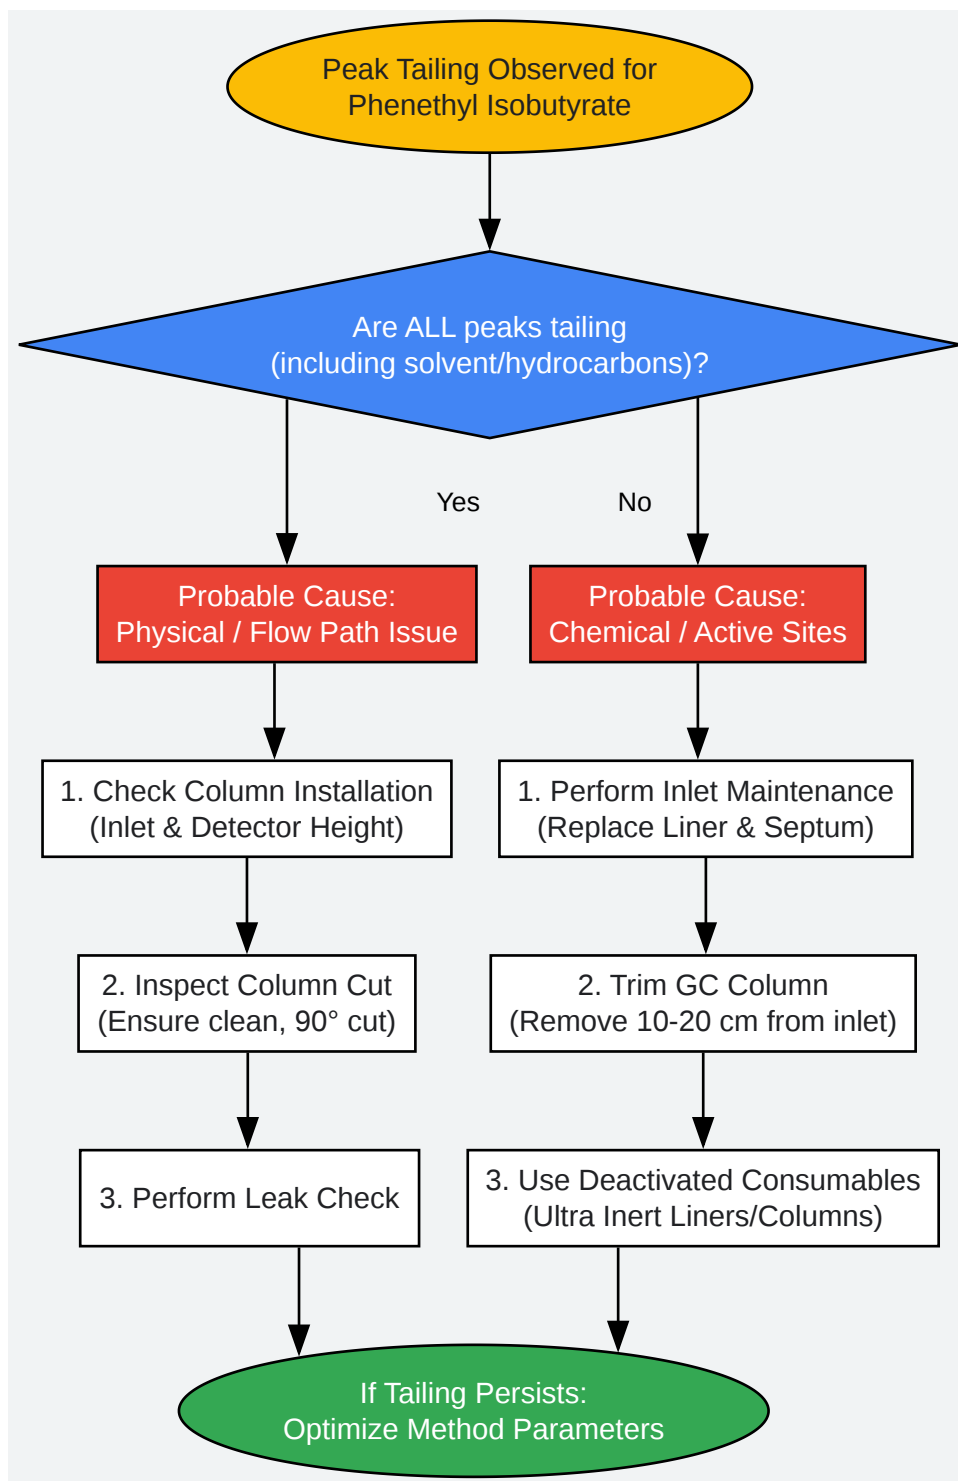 Peak Tailing Observed for
Phenethyl Isobutyrate
Are ALL peaks tailing
(including solvent/hydrocarbons)?
Yes
No
Probable Cause:
Physical / Flow Path Issue
Probable Cause:
Chemical / Active Sites
1. Check Column Installation
(Inlet & Detector Height)
1. Perform Inlet Maintenance
(Replace Liner & Septum)
2. Inspect Column Cut
(Ensure clean, 90° cut)
2. Trim GC Column
(Remove 10-20 cm from inlet)
3. Perform Leak Check
3. Use Deactivated Consumables
(Ultra Inert Liners/Columns)
If Tailing Persists:
Optimize Method Parameters